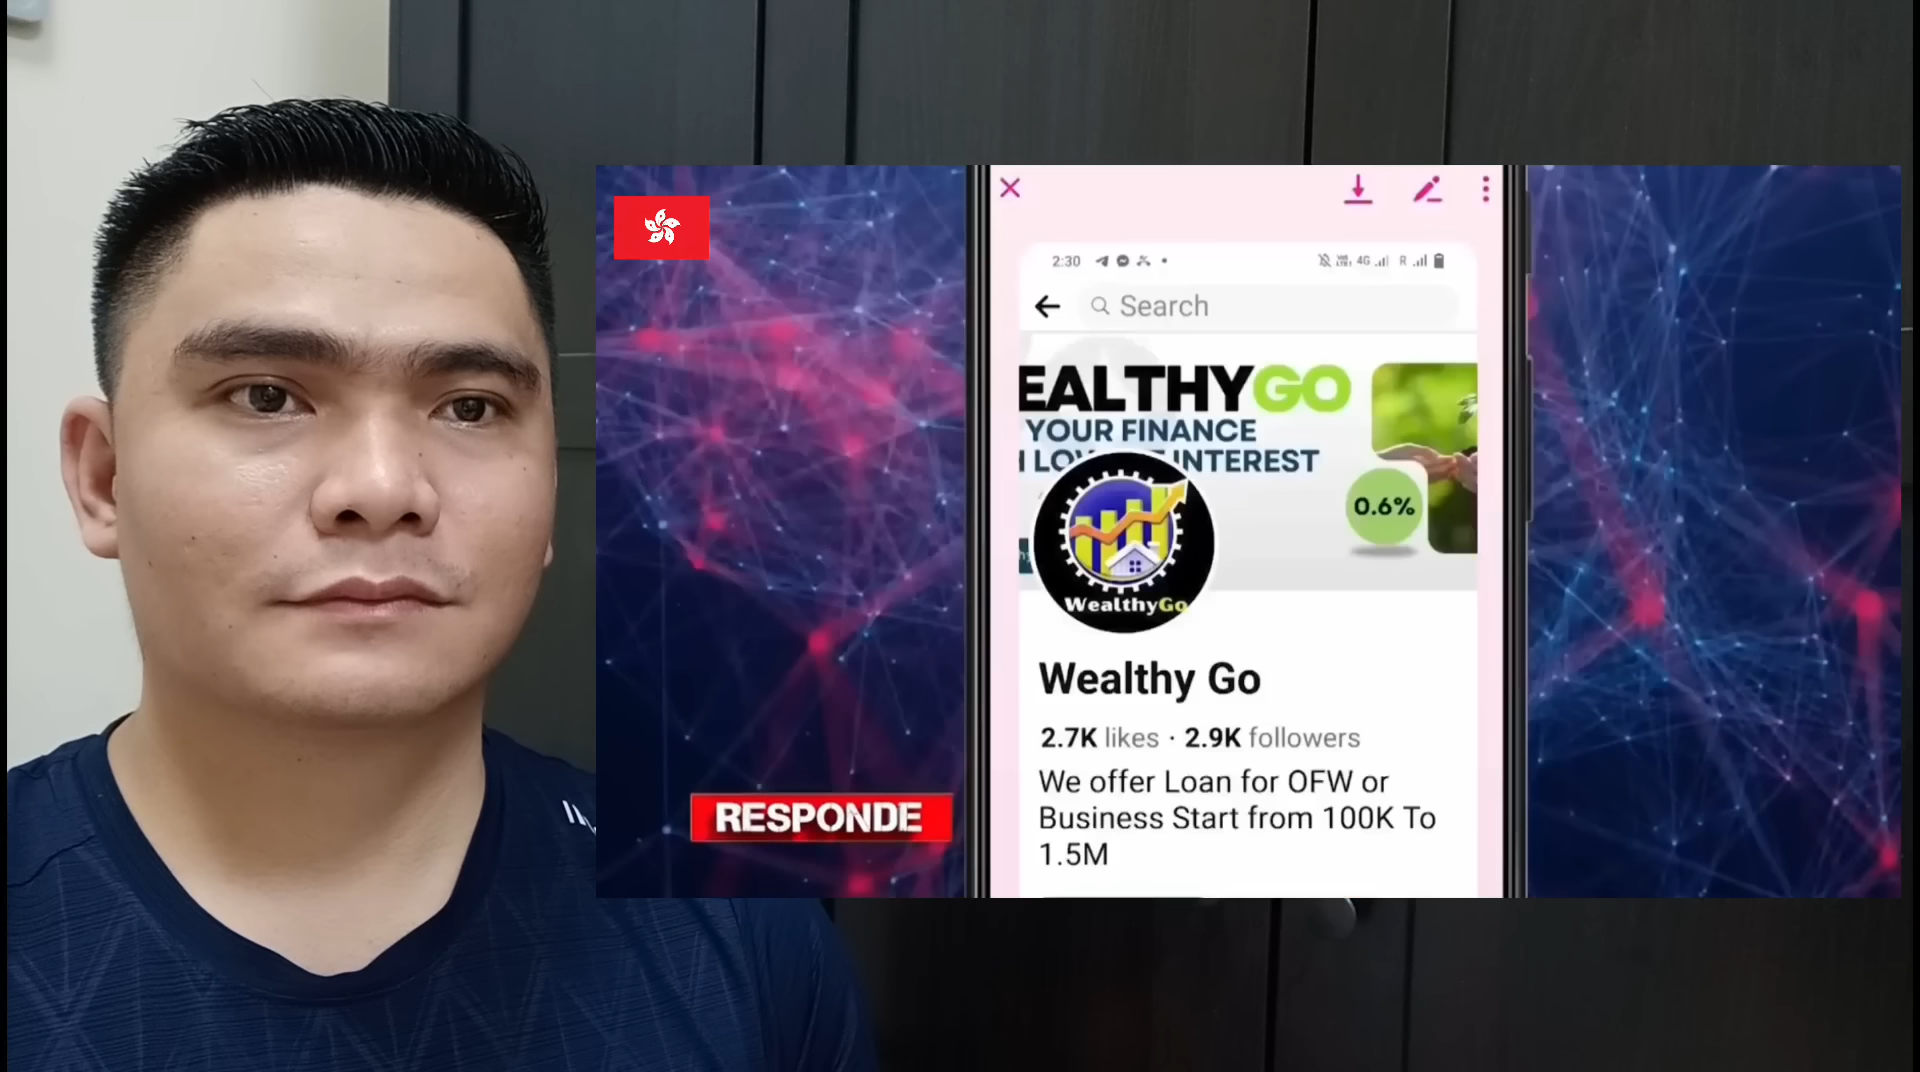 2:30
4G
R
Search
EALTHYGO
YOUR FINANCE
INTEREST
0.6%
WealthyGo
Wealthy Go
2.7K likes · 2.9K followers
We offer Loan for OFW or
Business Start from 100K To
1.5M
RESPONDE